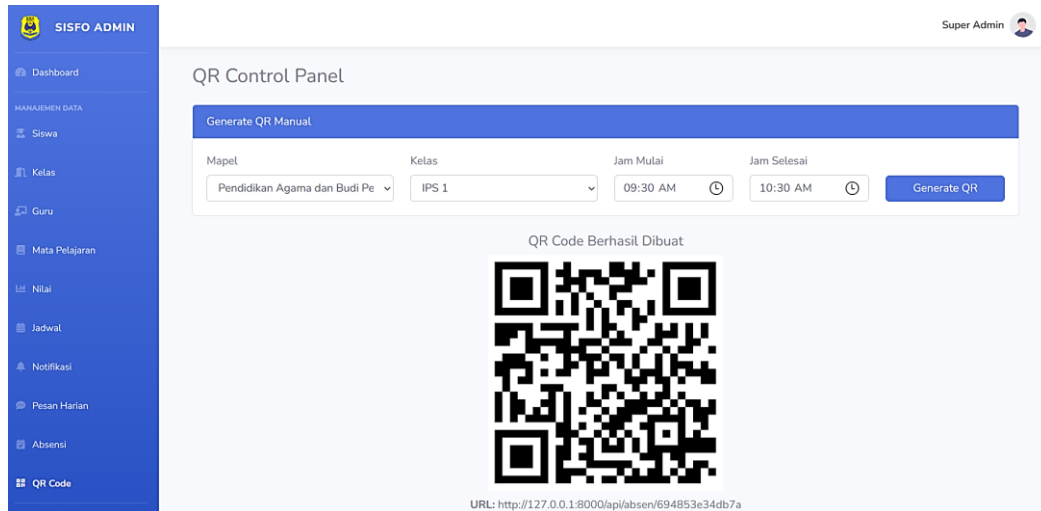 SISFO ADMIN
Super Admin
Dashboard
MANAJEMEN DATA
Siswa
Kelas
Guru
Mata Pelajaran
Nilai
Jadwal
Notifikasi
Pesan Harian
Absensi
QR Code
QR Control Panel
Generate QR Manual
Mapel Kelas Jam Mulai Jam Selesai
Pendidikan Agama dan Budi Pe IPS 1 09:30 AM 10:30 AM Generate QR
QR Code Berhasil Dibuat
URL: http://127.0.0.1:8000/api/absen/694853e34db7a